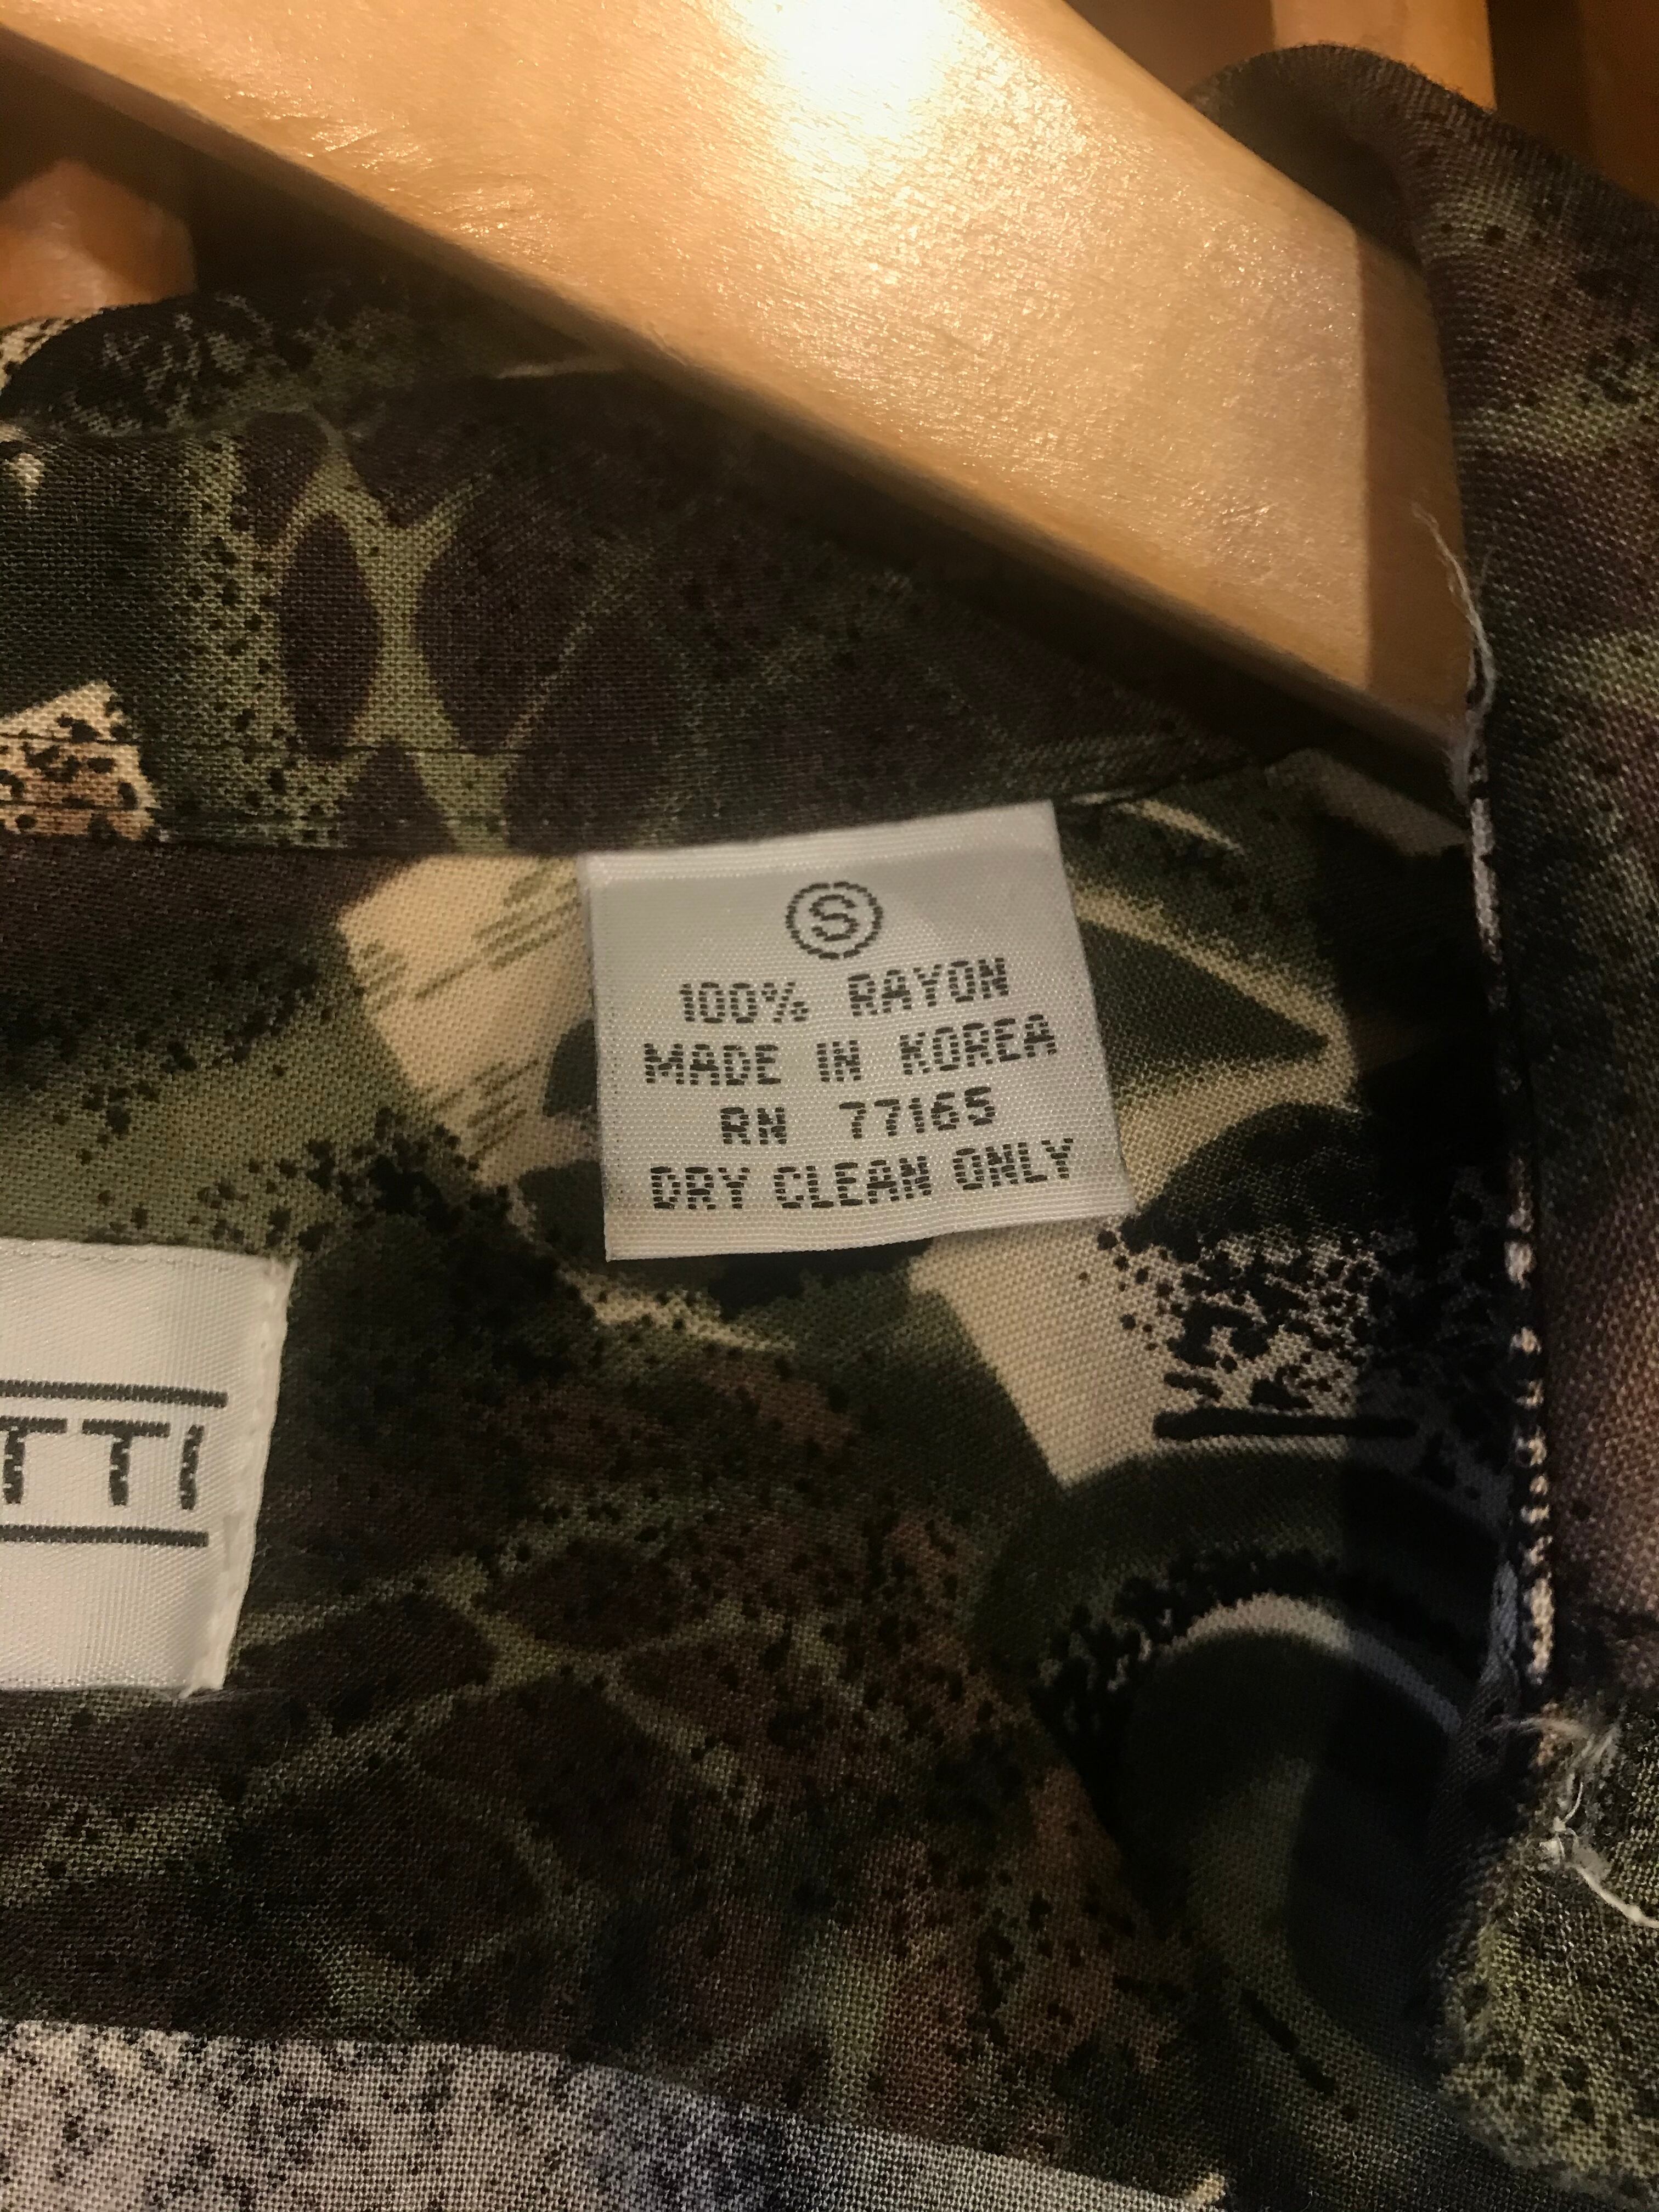 S
100% RAYON
MADE IN KOREA
RN 77165
DRY CLEAN ONLY
TTI